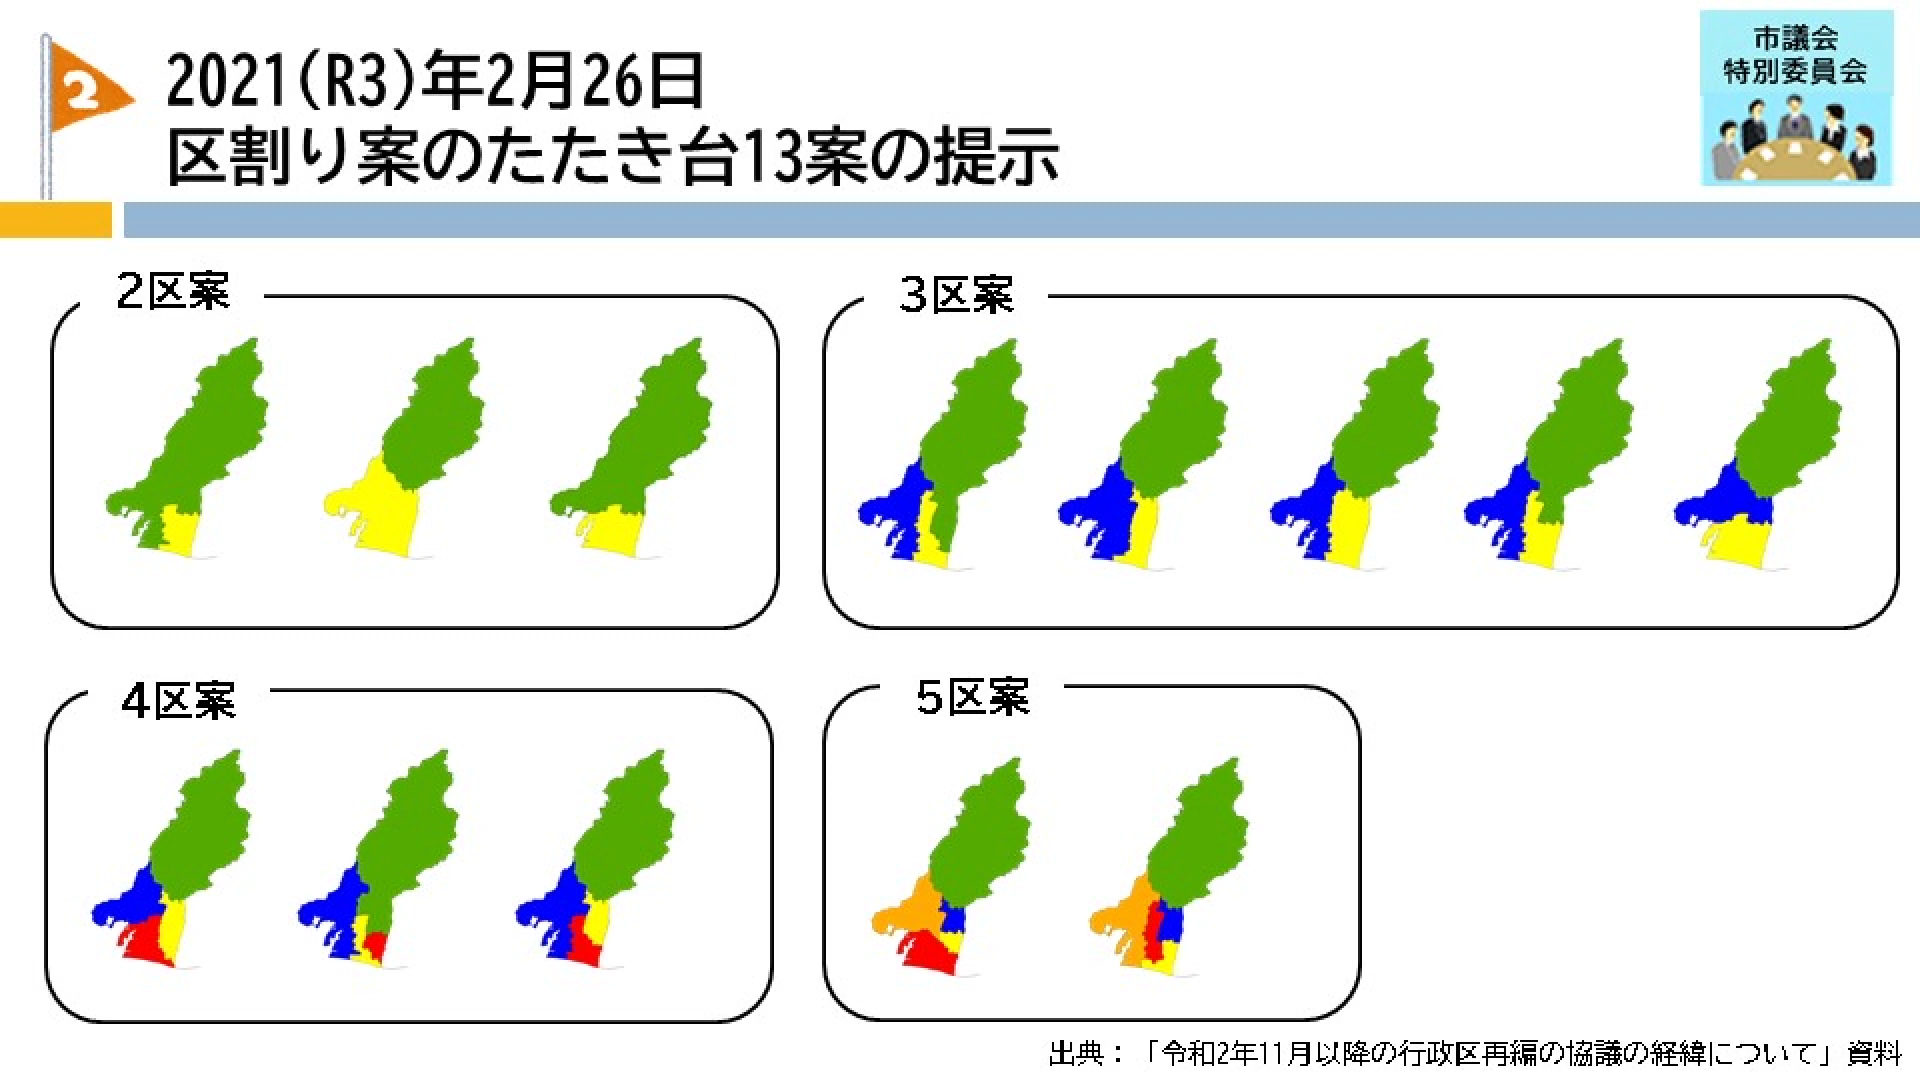 2
2021(R3)年2月26日
区割り案のたたき台13案の提示
市議会
特別委員会
2区案
3区案
4区案
5区案
出典：「令和2年11月以降の行政区再編の協議の経緯について」資料